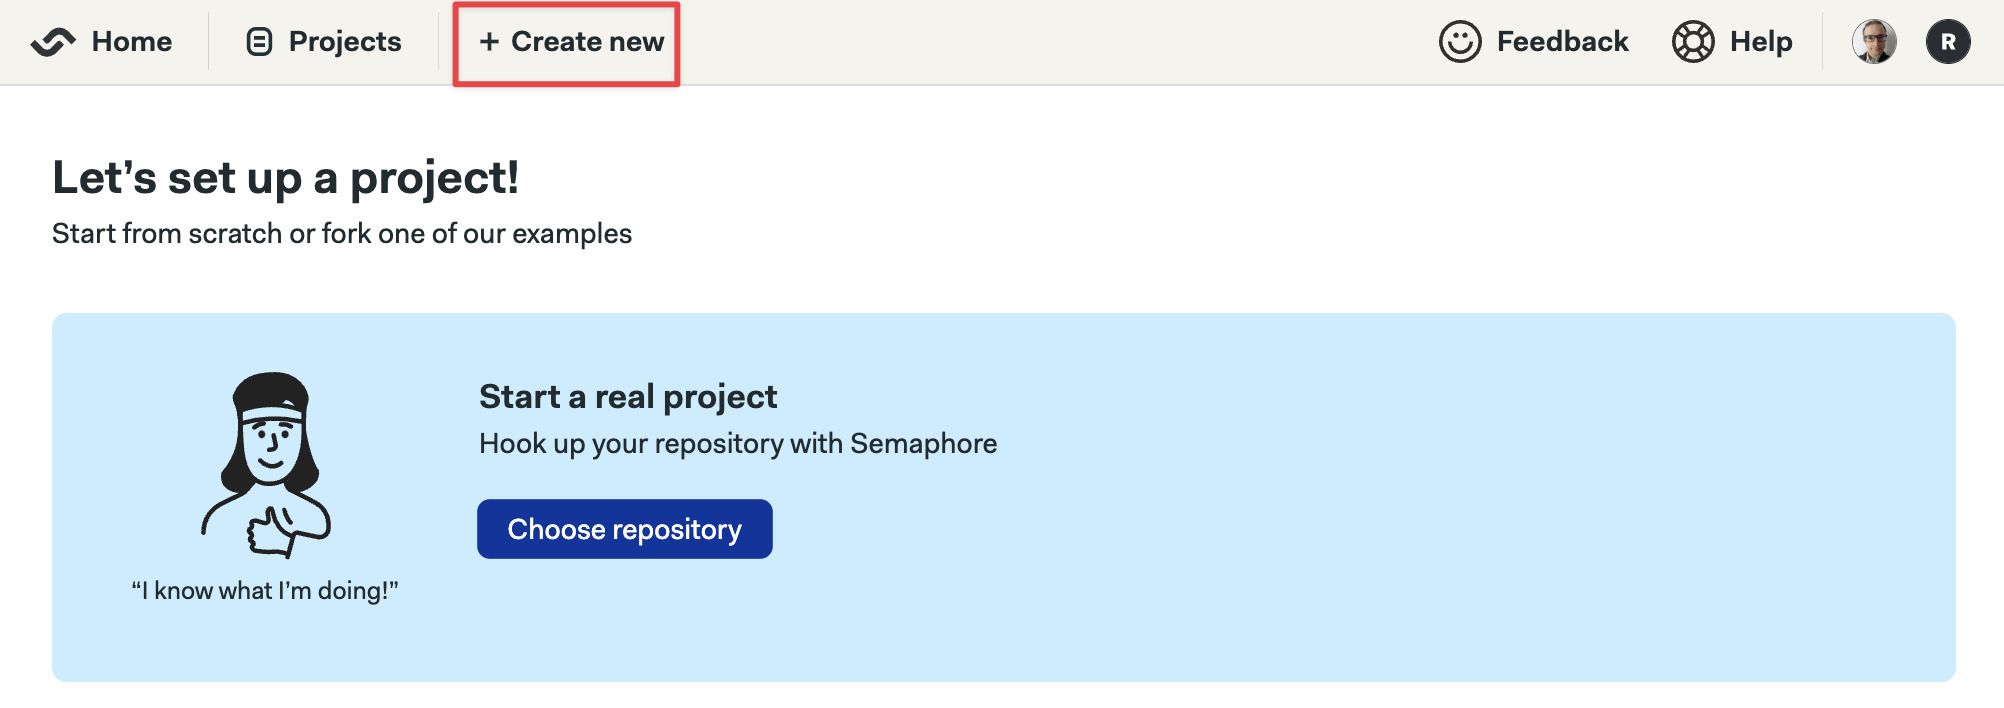 Home
Projects
+ Create new
Feedback
Help
R
Let’s set up a project!
Start from scratch or fork one of our examples
Start a real project
Hook up your repository with Semaphore
Choose repository
“I know what I’m doing!”